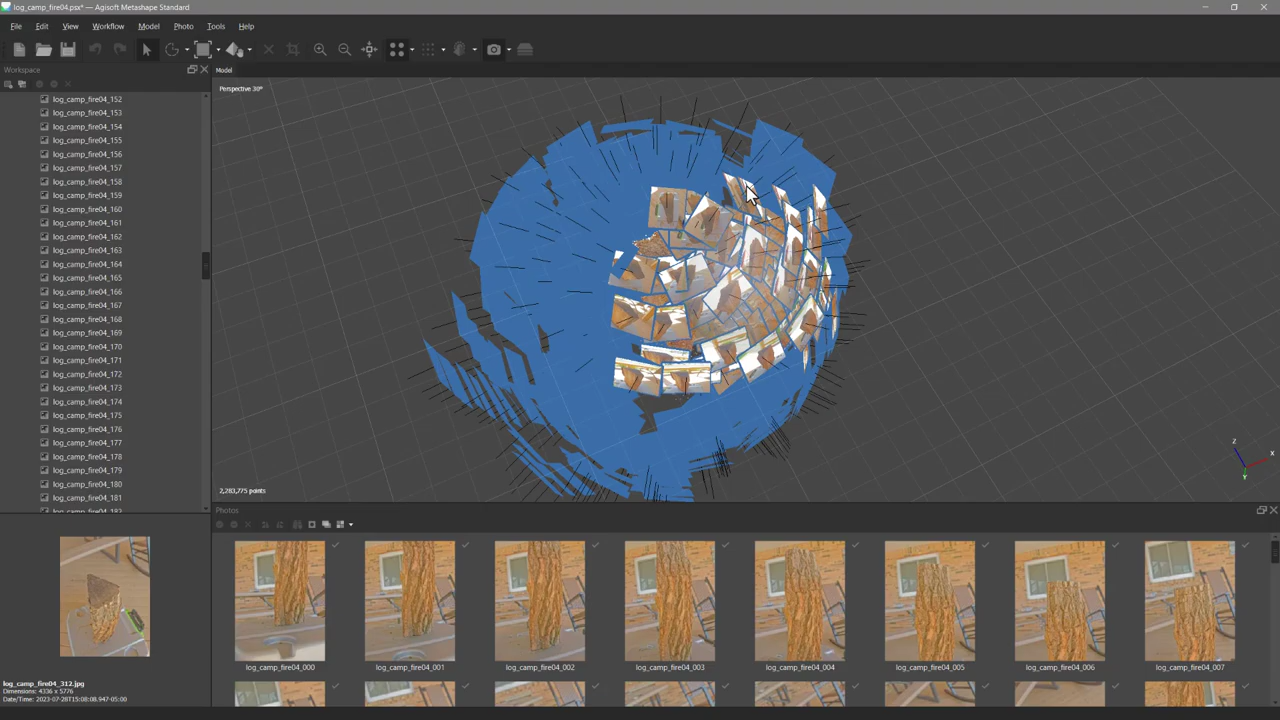 log_camp_fire04.psx* — Agisoft Metashape Standard
File Edit View Workflow Model Photo Tools Help
Workspace
Model
Perspective 30°
log_camp_fire04_152
log_camp_fire04_153
log_camp_fire04_154
log_camp_fire04_155
log_camp_fire04_156
log_camp_fire04_157
log_camp_fire04_158
log_camp_fire04_159
log_camp_fire04_160
log_camp_fire04_161
log_camp_fire04_162
log_camp_fire04_163
log_camp_fire04_164
log_camp_fire04_165
log_camp_fire04_166
log_camp_fire04_167
log_camp_fire04_168
log_camp_fire04_169
log_camp_fire04_170
log_camp_fire04_171
log_camp_fire04_172
log_camp_fire04_173
log_camp_fire04_174
log_camp_fire04_175
log_camp_fire04_176
log_camp_fire04_177
log_camp_fire04_178
log_camp_fire04_179
log_camp_fire04_180
log_camp_fire04_181
log_camp_fire04_182
Z
X
Y
2,283,775 points
Photos
log_camp_fire04_000
log_camp_fire04_001
log_camp_fire04_002
log_camp_fire04_003
log_camp_fire04_004
log_camp_fire04_005
log_camp_fire04_006
log_camp_fire04_007
log_camp_fire04_312.jpg
Dimensions: 4336 x 5776
Date/Time: 2023-07-28T15:08:08.947-05:00